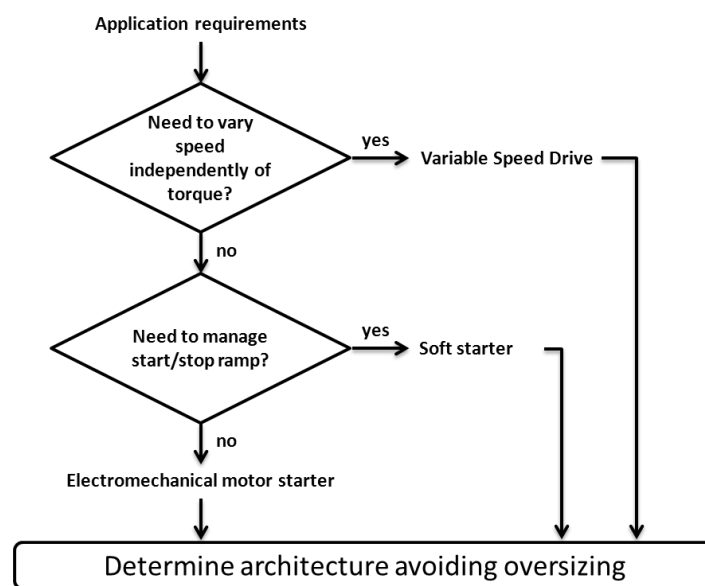 Application requirements
Need to vary
speed
independently of
torque?
yes
Variable Speed Drive
no
Need to manage
start/stop ramp?
yes
Soft starter
no
Electromechanical motor starter
Determine architecture avoiding oversizing